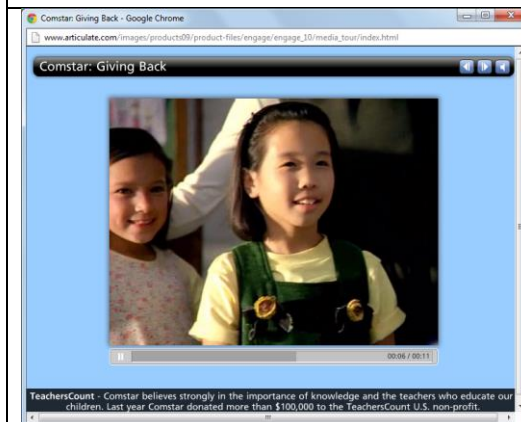 Comstar: Giving Back - Google Chrome
www.articulate.com/images/products09/product-files/engage/engage_10/media_tour/index.html
Comstar: Giving Back
00:06 / 00:11
TeachersCount - Comstar believes strongly in the importance of knowledge and the teachers who educate our
children. Last year Comstar donated more than $100,000 to the TeachersCount U.S. non-profit.